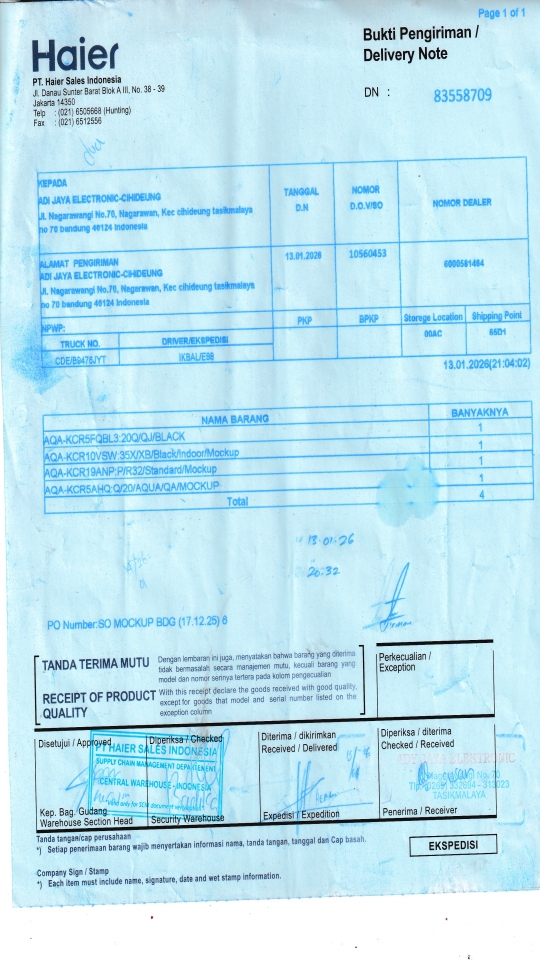 Page 1 of 1
Haier
Bukti Pengiriman /
Delivery Note
PT. Haier Sales Indonesia
Jl. Danau Sunter Barat Blok A III, No. 38 - 39
Jakarta 14350
Telp : (021) 6505668 (Hunting)
Fax : (021) 6512556
DN : 83558709
KEPADA
ADI JAYA ELECTRONIC-CIHIDEUNG
Jl. Nagarawangi No.70, Nagarawan, Kec cihideung tasikmalaya
no 70 bandung 46124 Indonesia
TANGGAL
D.N
NOMOR
D.O.V/BO
NOMOR DEALER
ALAMAT PENGIRIMAN
ADI JAYA ELECTRONIC-CIHIDEUNG
Jl. Nagarawangi No.70, Nagarawan, Kec cihideung tasikmalaya
no 70 bandung 46124 Indonesia
13.01.2026
10560453
NPWP:
PKP
BPKP
Storege Location
Shipping Point
TRUCK NO.
DRIVER/EKSPEDISI
00AC
65D1
IKBAL/E98
13.01.2026(21:04:02)
NAMA BARANG
BANYAKNYA
AQA-KCR5FQBL3:20Q/QJ/BLACK 1
AQA-KCR10VSW:35X/XB/Black/Indoor/Mockup 1
AQA-KCR19ANP:P/R32/Standard/Mockup 1
AQA-KCR5AHQ:Q/20/AQUA/QA/MOCKUP 1
Total 4
13-01-26
20:32
PO Number:SO MOCKUP BDG (17.12.25) 6
TANDA TERIMA MUTU
Dengan lembaran ini juga, menyatakan bahwa barang yang diterima
tidak bermasalah secara manajemen mutu, kecuali barang yang
model dan nomor serinya tertera pada kolom pengecualian
RECEIPT OF PRODUCT
QUALITY
With this receipt declare the goods received with good quality,
except for goods that model and serial number listed on the
exception column
Perkecualian /
Exception
Disetujui / Approved
Diperiksa / Checked
Diterima / dikirimkan
Received / Delivered
Diperiksa / diterima
Checked / Received
PT HAIER SALES INDONESIA
SUPPLY CHAIN MANAGEMENT DEPARTEMENT
CENTRAL WAREHOUSE - INDONESIA
ELEKTRONIC
TASIKMALAYA
Kep. Bag. Gudang
Warehouse Section Head
Security Warehouse
Expedisi / Expedition
Penerima / Receiver
Tanda tangan/cap perusahaan
*) Setiap penerimaan barang wajib menyertakan informasi nama, tanda tangan, tanggal dan Cap basah.
EKSPEDISI
Company Sign / Stamp
*) Each item must include name, signature, date and wet stamp information.